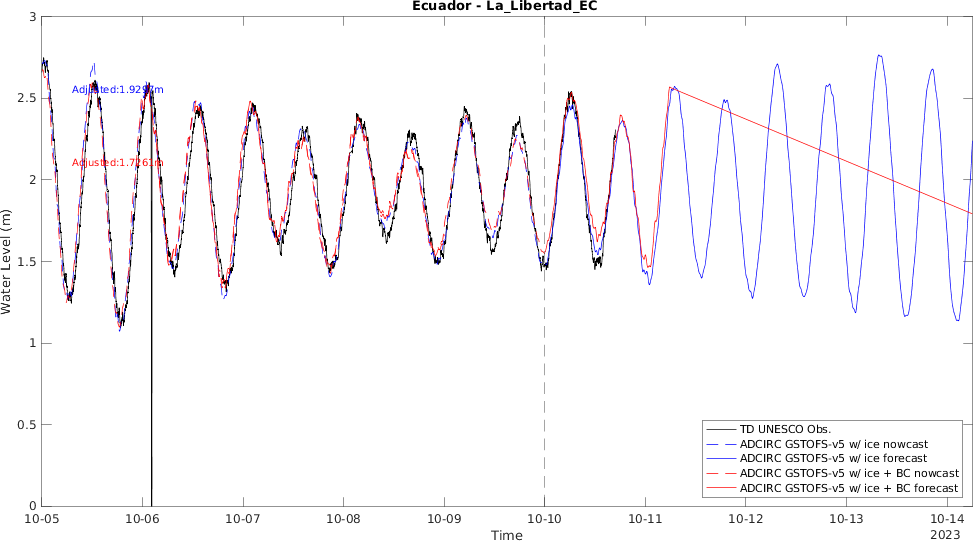 Ecuador - La_Libertad_EC
Water Level (m)
3
2.5
2
1.5
1
0.5
0
Adjusted:1.9297m
Adjusted:1.7261m
TD UNESCO Obs.
ADCIRC GSTOFS-v5 w/ ice nowcast
ADCIRC GSTOFS-v5 w/ ice forecast
ADCIRC GSTOFS-v5 w/ ice + BC nowcast
ADCIRC GSTOFS-v5 w/ ice + BC forecast
10-05 10-06 10-07 10-08 10-09 10-10 10-11 10-12 10-13 10-14
Time 2023